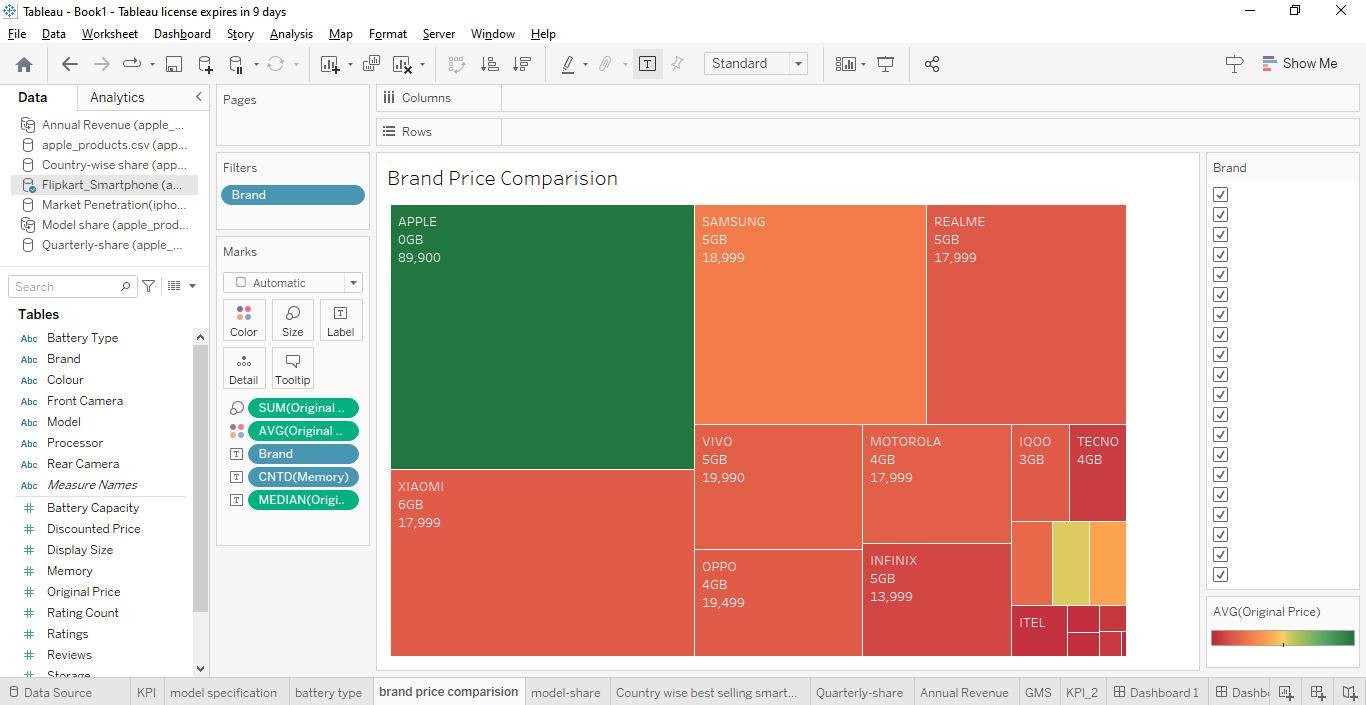 Tableau - Book1 - Tableau license expires in 9 days
File Data Worksheet Dashboard Story Analysis Map Format Server Window Help
Standard
Show Me
Data Analytics
Annual Revenue (apple_...
apple_products.csv (app...
Country-wise share (app...
Flipkart_Smartphone (a...
Market Penetration(ipho...
Model share (apple_prod...
Quarterly-share (apple_...
Search
Tables
Abc Battery Type
Abc Brand
Abc Colour
Abc Front Camera
Abc Model
Abc Processor
Abc Rear Camera
Abc Measure Names
# Battery Capacity
# Discounted Price
# Display Size
# Memory
# Original Price
# Rating Count
# Ratings
# Reviews
# Storage
Pages
Filters
Brand
Marks
Automatic
Color Size Label
Detail Tooltip
SUM(Original ..
AVG(Original ..
Brand
CNTD(Memory)
MEDIAN(Origi..
Columns
Rows
Brand Price Comparision
APPLE
0GB
89,900
SAMSUNG
5GB
18,999
REALME
5GB
17,999
XIAOMI
6GB
17,999
VIVO
5GB
19,990
MOTOROLA
4GB
17,999
IQOO
3GB
TECNO
4GB
OPPO
4GB
19,499
INFINIX
5GB
13,999
ITEL
Brand
AVG(Original Price)
Data Source KPI model specification battery type brand price comparision model-share Country wise best selling smart... Quarterly-share Annual Revenue GMS KPI_2 Dashboard 1 Dashb